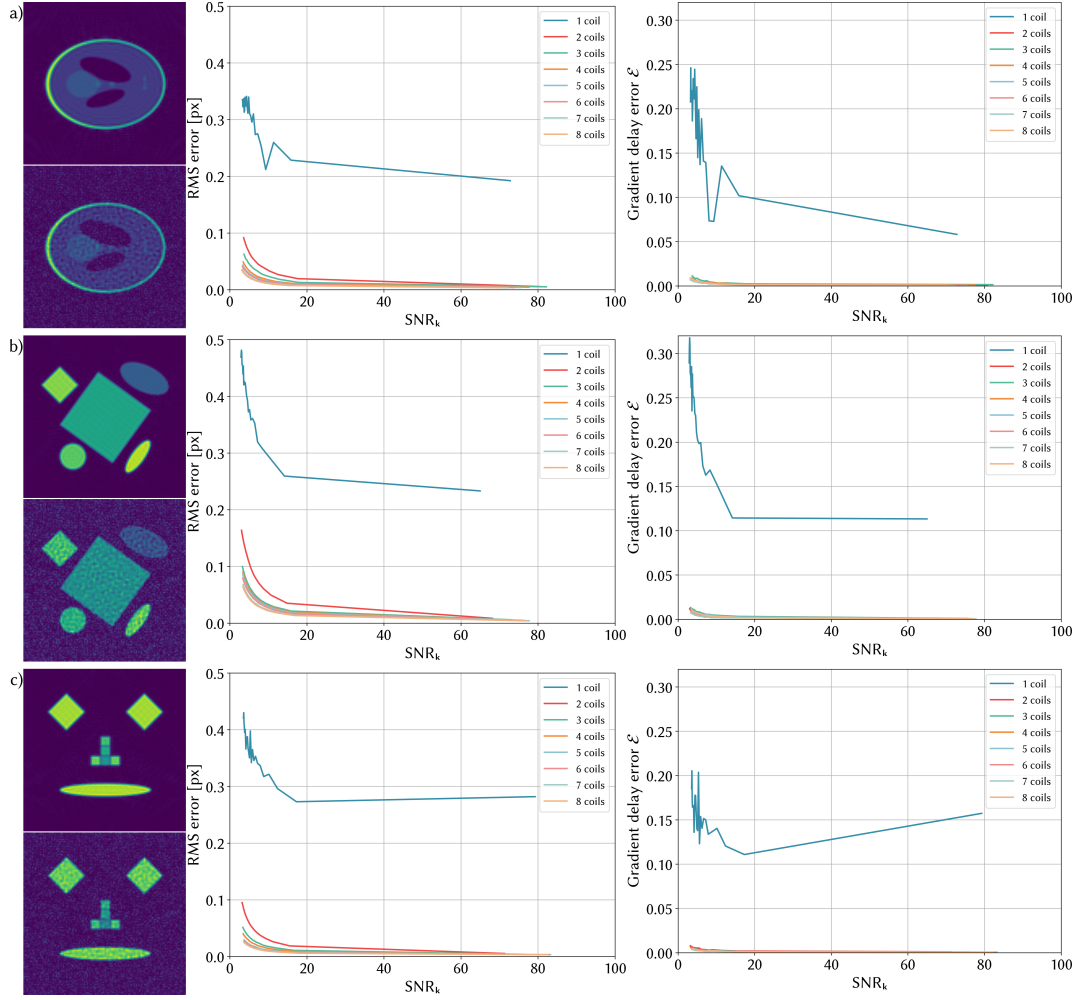 a)
RMS error [px]
0.5
0.4
0.3
0.2
0.1
0.0
0
20
40
60
80
100
SNRk
1 coil
2 coils
3 coils
4 coils
5 coils
6 coils
7 coils
8 coils
Gradient delay error ℰ
0.30
0.25
0.20
0.15
0.10
0.05
0.00
0
20
40
60
80
100
SNRk
1 coil
2 coils
3 coils
4 coils
5 coils
6 coils
7 coils
8 coils
b)
RMS error [px]
0.5
0.4
0.3
0.2
0.1
0.0
0
20
40
60
80
100
SNRk
1 coil
2 coils
3 coils
4 coils
5 coils
6 coils
7 coils
8 coils
Gradient delay error ℰ
0.30
0.25
0.20
0.15
0.10
0.05
0.00
0
20
40
60
80
100
SNRk
1 coil
2 coils
3 coils
4 coils
5 coils
6 coils
7 coils
8 coils
c)
RMS error [px]
0.5
0.4
0.3
0.2
0.1
0.0
0
20
40
60
80
100
SNRk
1 coil
2 coils
3 coils
4 coils
5 coils
6 coils
7 coils
8 coils
Gradient delay error ℰ
0.30
0.25
0.20
0.15
0.10
0.05
0.00
0
20
40
60
80
100
SNRk
1 coil
2 coils
3 coils
4 coils
5 coils
6 coils
7 coils
8 coils